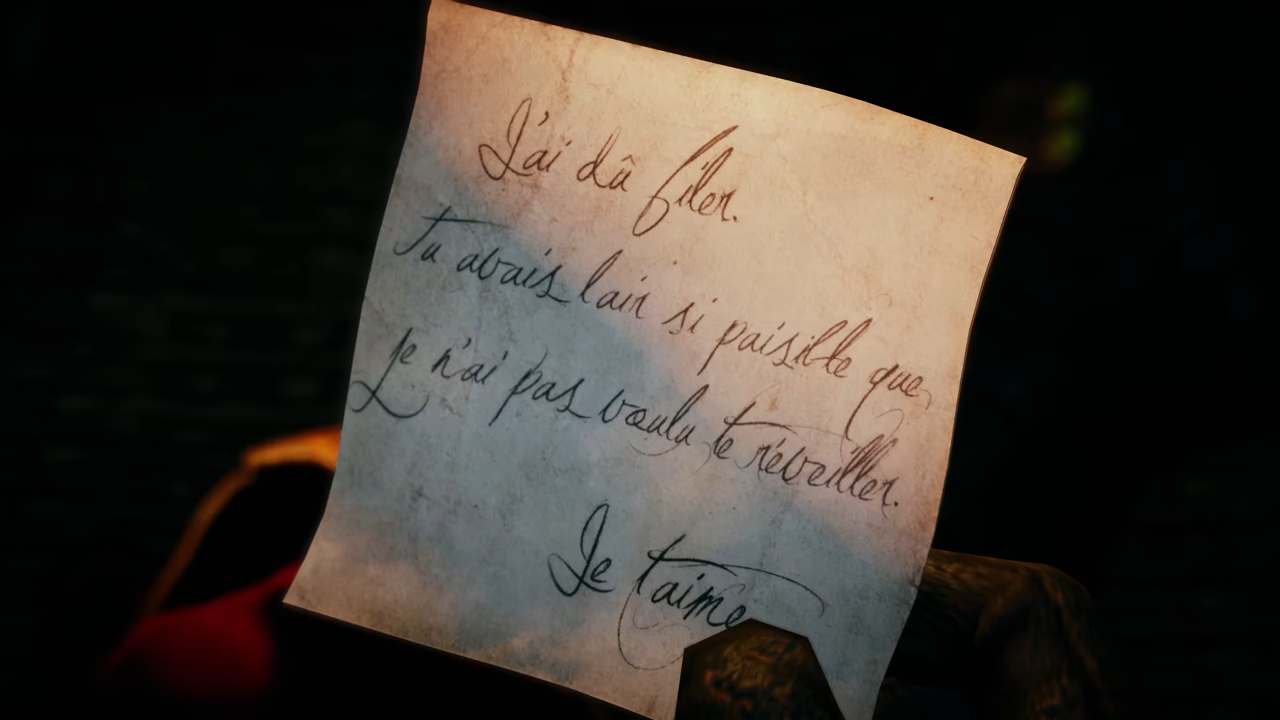 J'ai dû filer.
Tu avais lair si paisible que
je n'ai pas voulu te réveiller.
Je taime